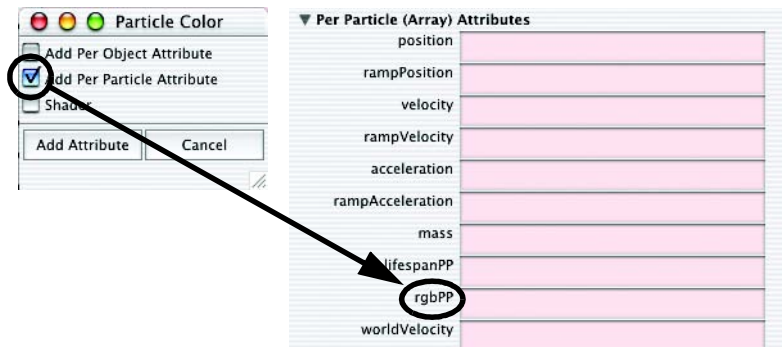 Particle Color
Add Per Object Attribute
Add Per Particle Attribute
Shader
Add Attribute
Cancel
Per Particle (Array) Attributes
position
rampPosition
velocity
rampVelocity
acceleration
rampAcceleration
mass
lifespanPP
rgbPP
worldVelocity